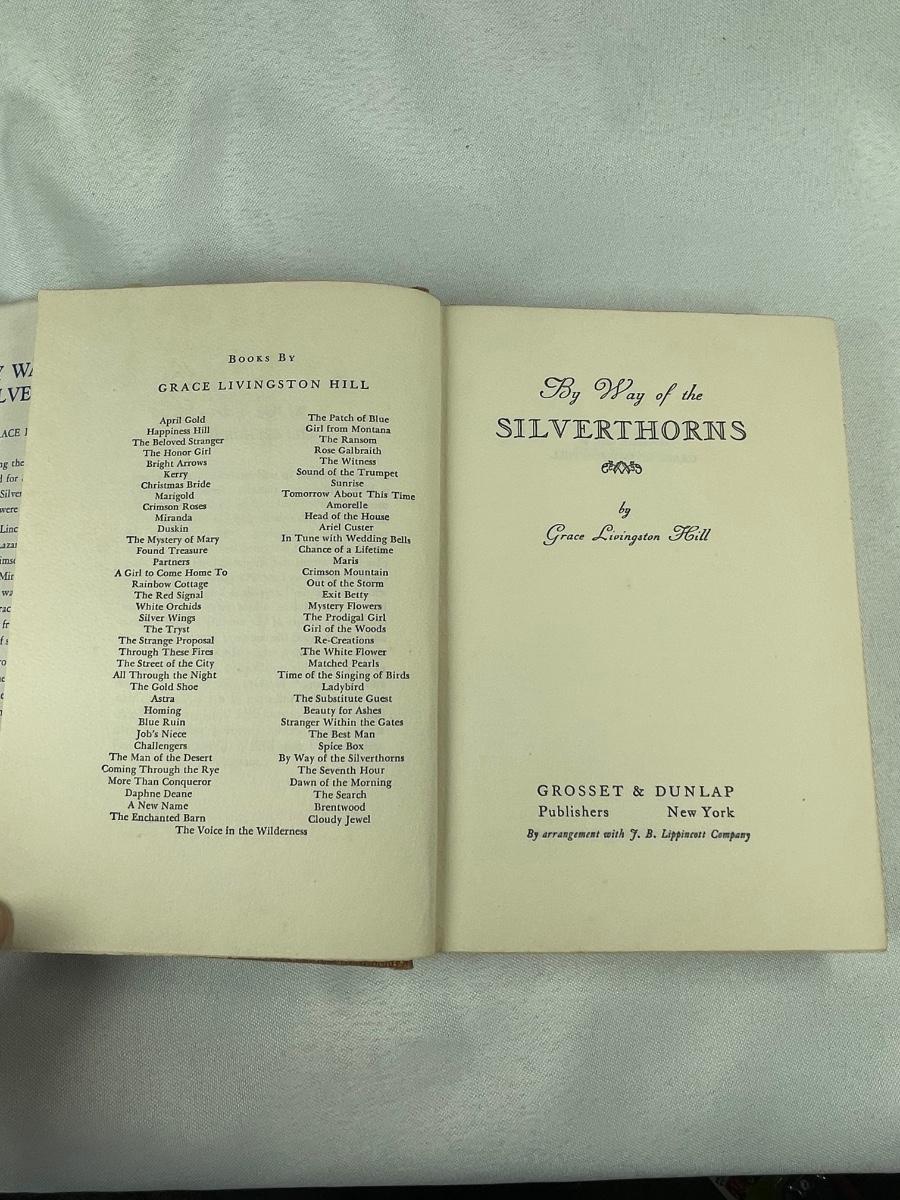 Books By
GRACE LIVINGSTON HILL
April Gold
Happiness Hill
The Beloved Stranger
The Honor Girl
Bright Arrows
Kerry
Christmas Bride
Marigold
Crimson Roses
Miranda
Duskin
The Mystery of Mary
Found Treasure
Partners
A Girl to Come Home To
Rainbow Cottage
The Red Signal
White Orchids
Silver Wings
The Tryst
The Strange Proposal
Through These Fires
The Street of the City
All Through the Night
The Gold Shoe
Astra
Homing
Blue Ruin
Job's Niece
Challengers
The Man of the Desert
Coming Through the Rye
More Than Conqueror
Daphne Deane
A New Name
The Enchanted Barn
The Patch of Blue
Girl from Montana
The Ransom
Rose Galbraith
The Witness
Sound of the Trumpet
Sunrise
Tomorrow About This Time
Amorelle
Head of the House
Ariel Custer
In Tune with Wedding Bells
Chance of a Lifetime
Maris
Crimson Mountain
Out of the Storm
Exit Betty
Mystery Flowers
The Prodigal Girl
Girl of the Woods
Re-Creations
The White Flower
Matched Pearls
Time of the Singing of Birds
Ladybird
The Substitute Guest
Beauty for Ashes
Stranger Within the Gates
The Best Man
Spice Box
By Way of the Silverthorns
The Seventh Hour
Dawn of the Morning
The Search
Brentwood
Cloudy Jewel
The Voice in the Wilderness
By Way of the
SILVERTHORNS
by
Grace Livingston Hill
GROSSET & DUNLAP
Publishers New York
By arrangement with J. B. Lippincott Company